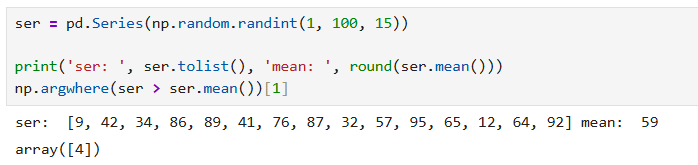 ser = pd.Series(np.random.randint(1, 100, 15))
print('ser: ', ser.tolist(), 'mean: ', round(ser.mean()))
np.argwhere(ser > ser.mean())[1]
ser:  [9, 42, 34, 86, 89, 41, 76, 87, 32, 57, 95, 65, 12, 64, 92] mean:  59
array([4])